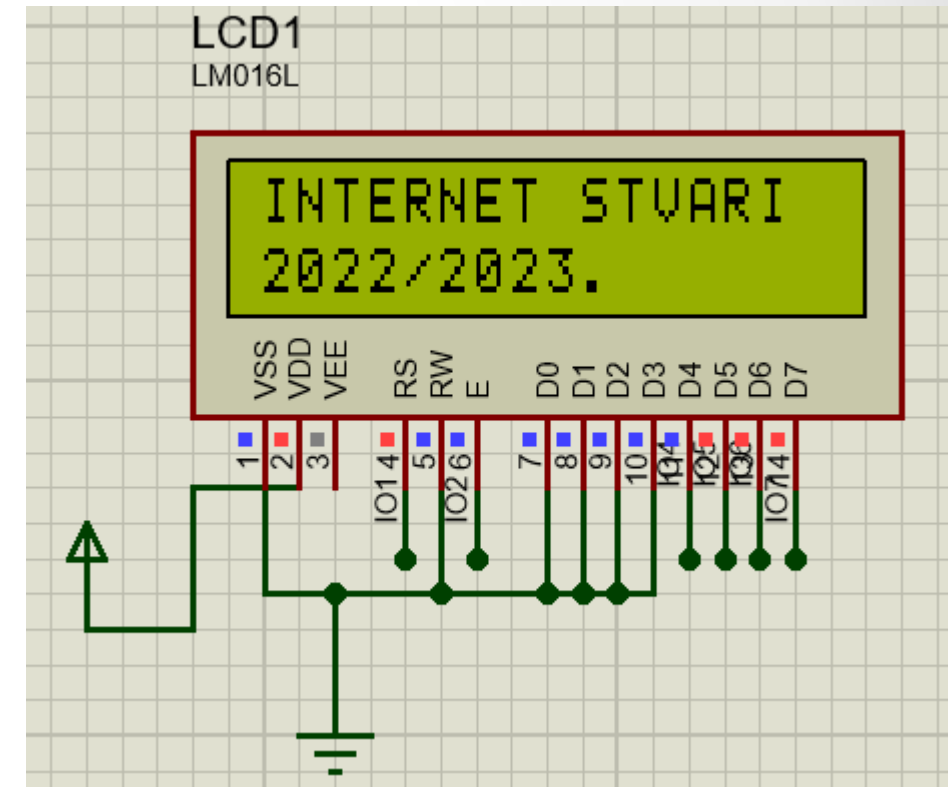 LCD1
LM016L
INTERNET STVARI
2022/2023.
VSS VDD VEE RS RW E D0 D1 D2 D3 D4 D5 D6 D7
1 2 3 4 5 6 7 8 9 10 14
IO1 IO2 IO7